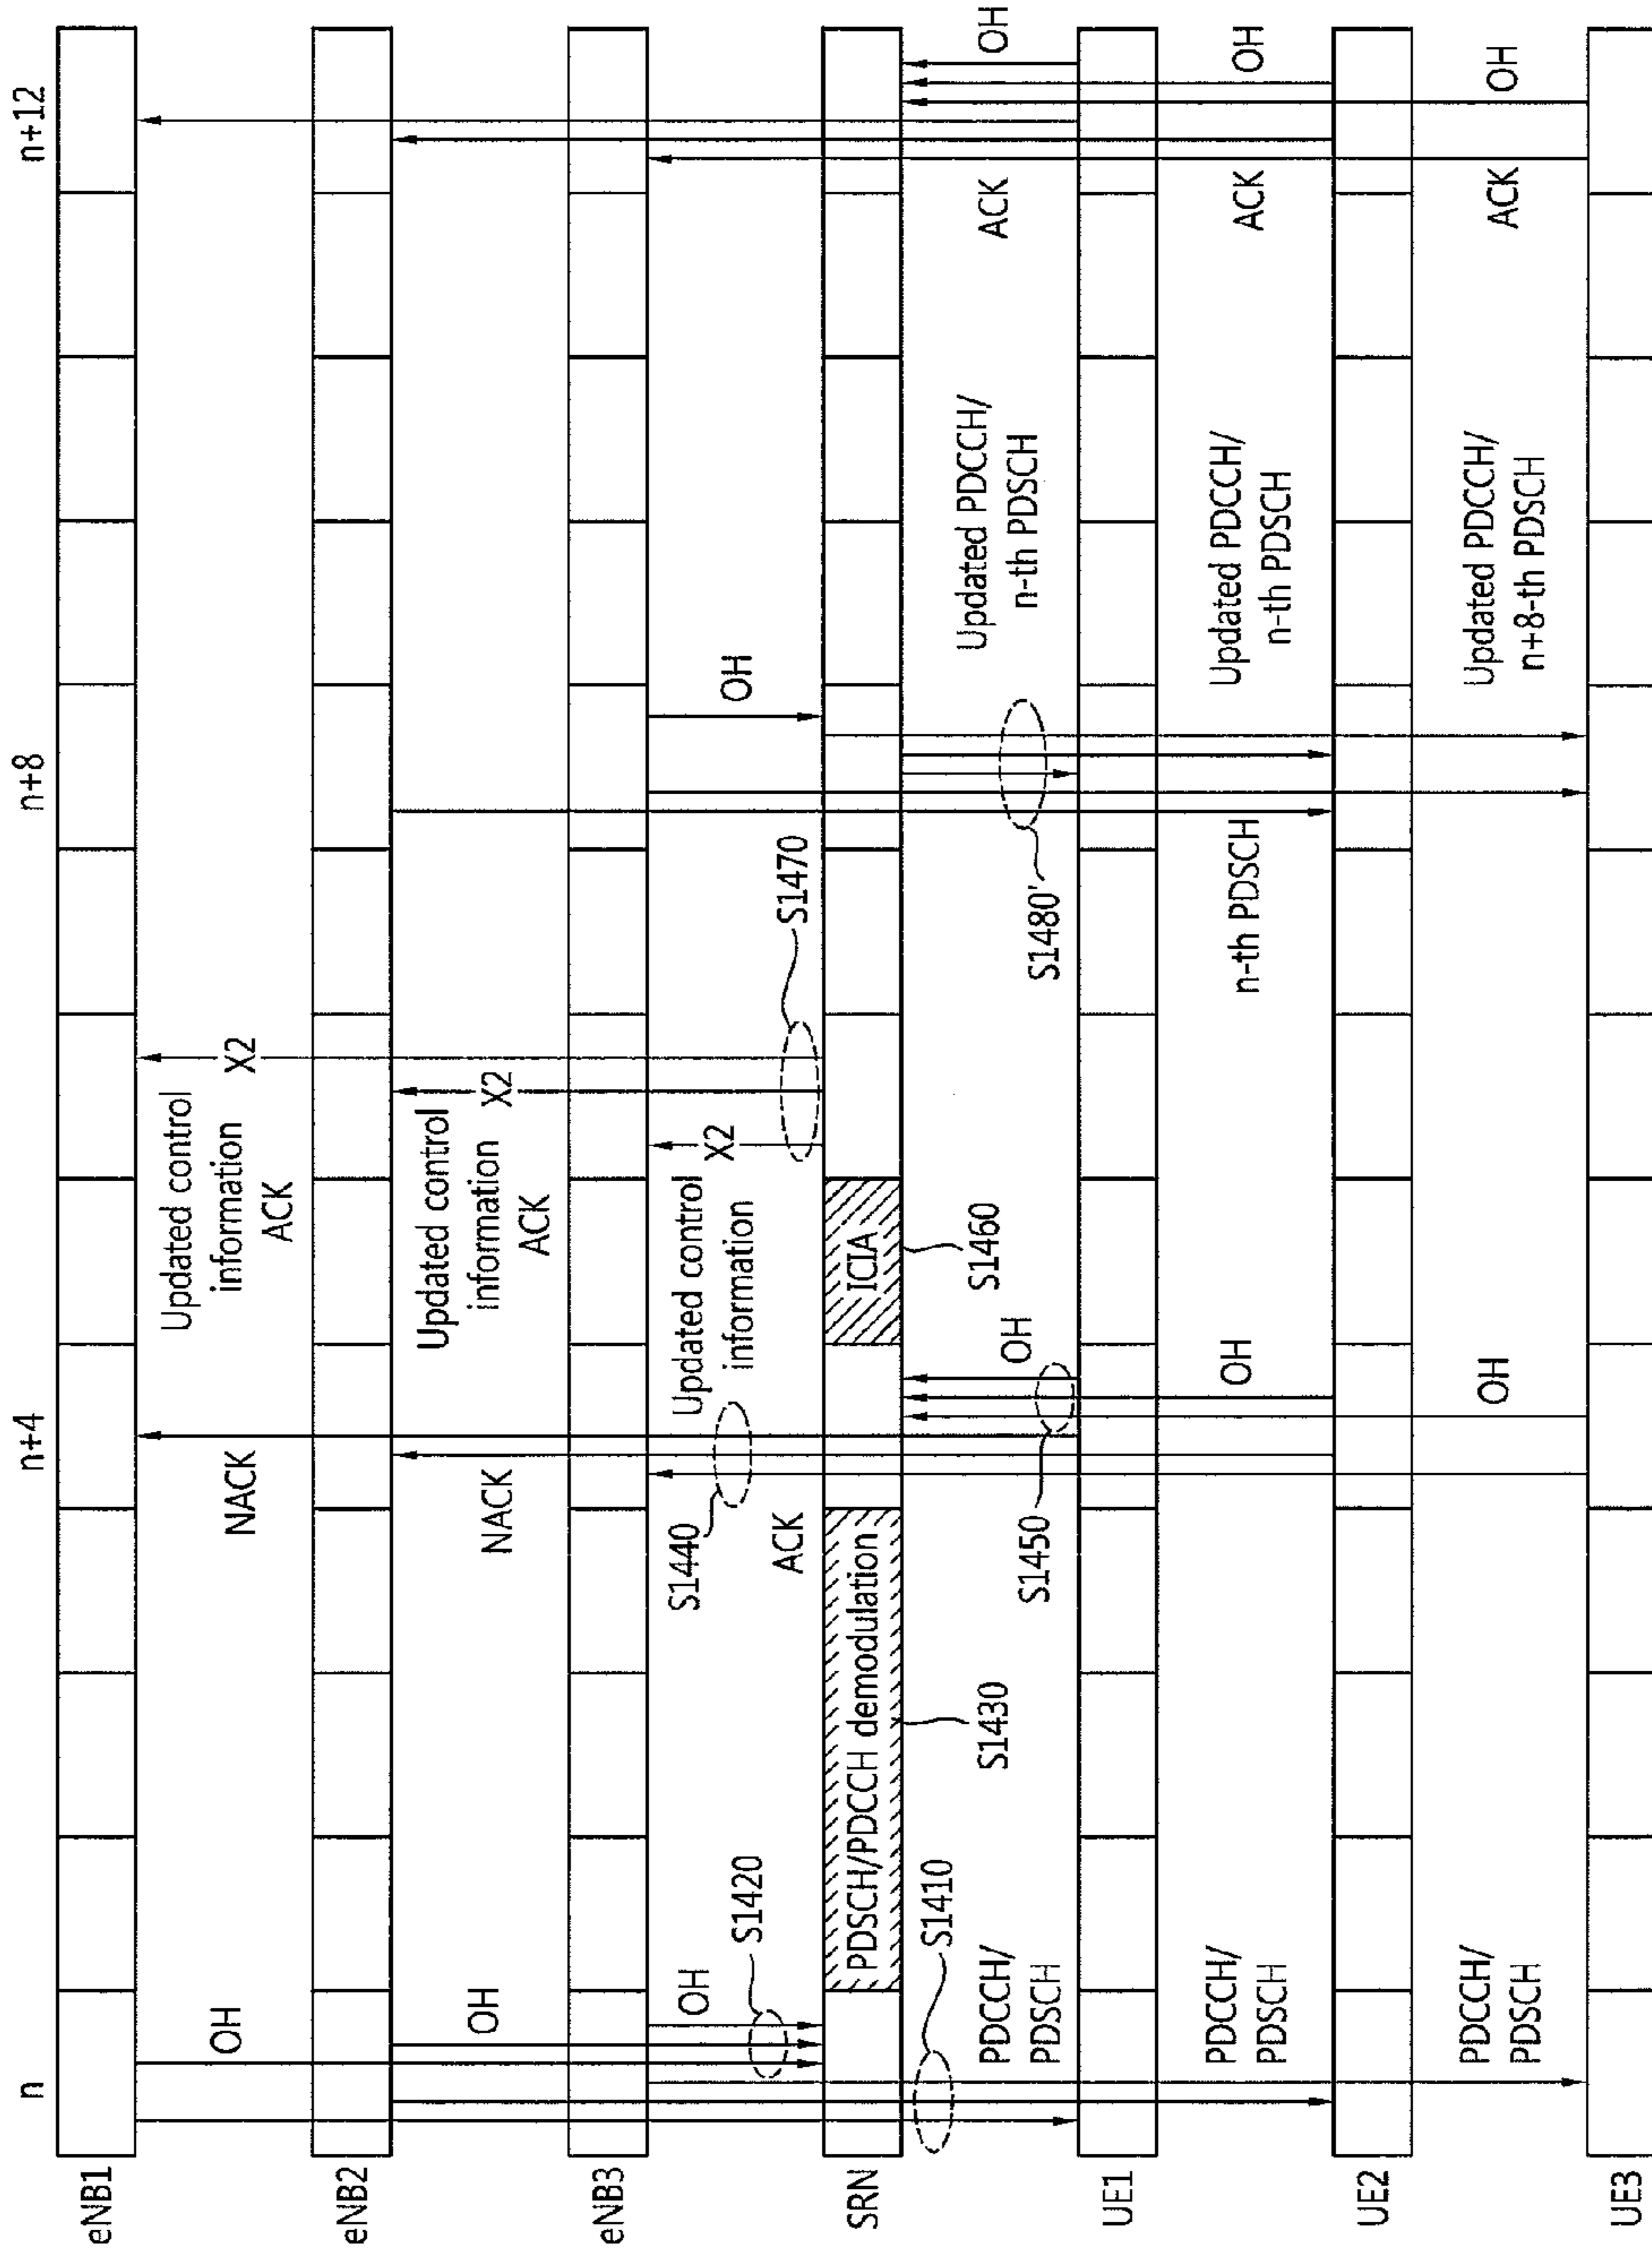 n
n+4
n+8
n+12
eNB1
OH
NACK
Updated control
information
ACK
X2
eNB2
OH
NACK
Updated control
information
ACK
X2
eNB3
OH
S1420
S1440
ACK
Updated control
information
X2
S1470
OH
SRN
PDSCH/PDCCH demodulation
ICIA
S1410
PDCCH/
PDSCH
S1430
S1450
OH
S1460
S1480'
Updated PDCCH/
n-th PDSCH
ACK
OH
UE1
PDCCH/
PDSCH
OH
n-th PDSCH
Updated PDCCH/
n-th PDSCH
ACK
OH
UE2
PDCCH/
PDSCH
OH
Updated PDCCH/
n+8-th PDSCH
ACK
OH
UE3